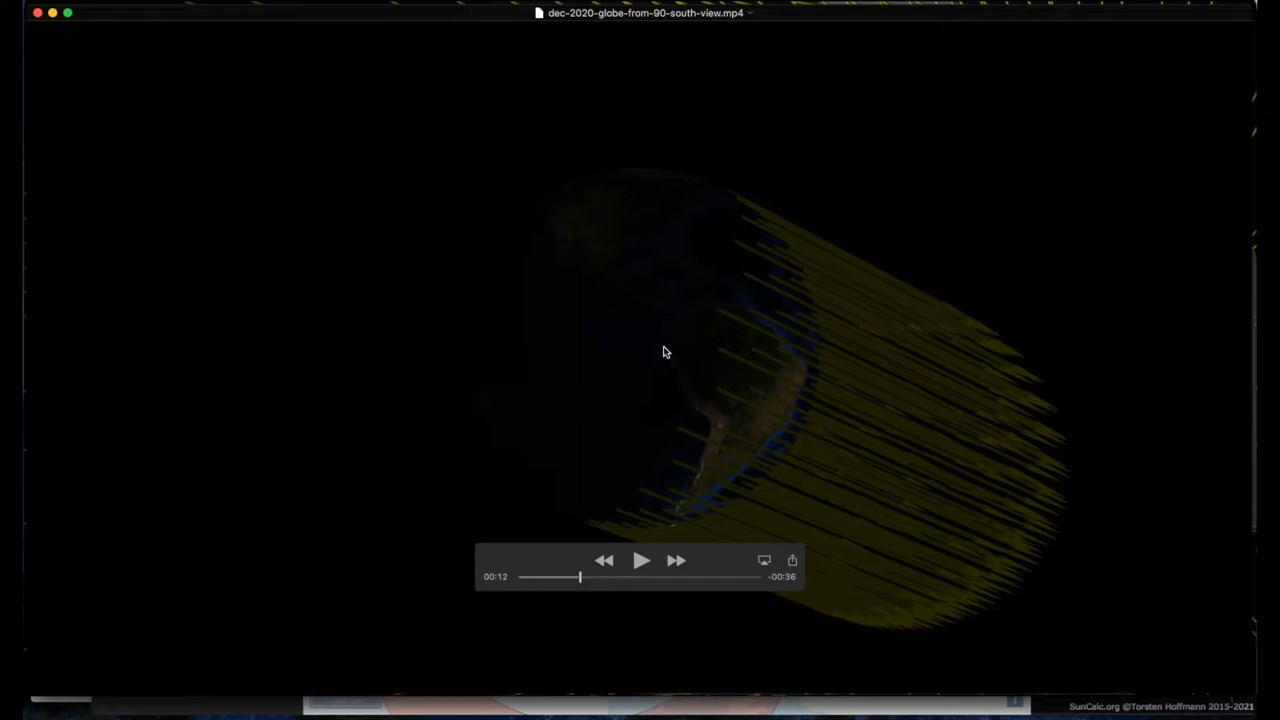 dec-2020-globe-from-90-south-view.mp4
00:12
-00:36
SunCalc.org ©Torsten Hoffmann 2015-2021